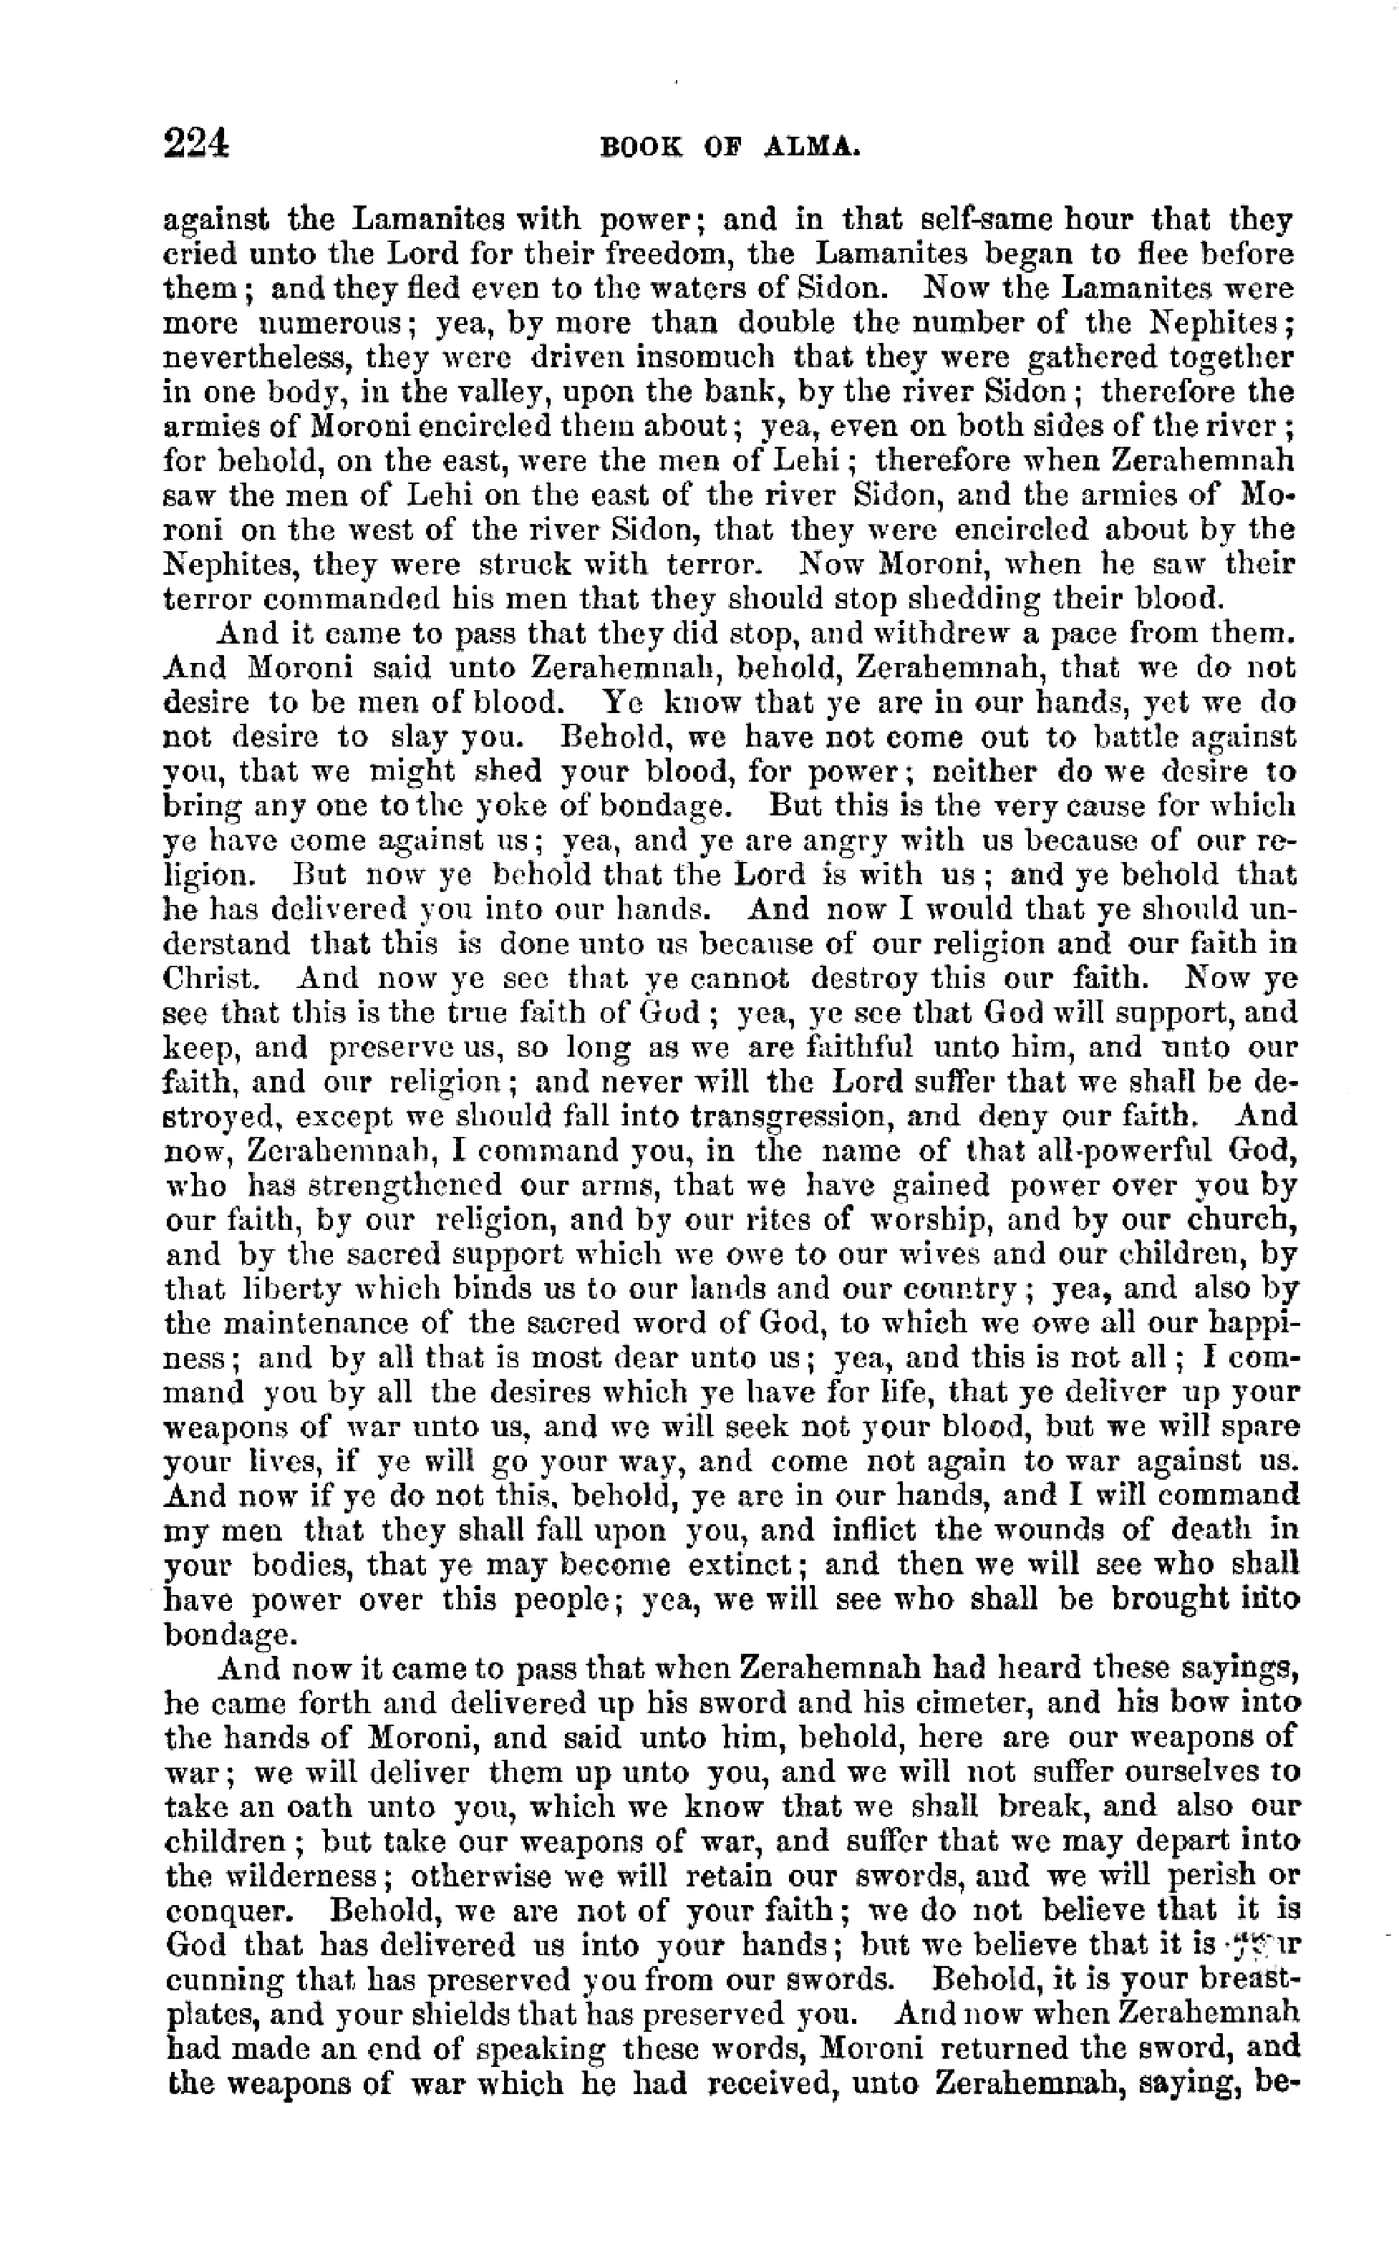 224 BOOK OF ALMA.
against the Lamanites with power; and in that self-same hour that they
cried unto the Lord for their freedom, the Lamanites began to flee before
them; and they fled even to the waters of Sidon. Now the Lamanites were
more numerous; yea, by more than double the number of the Nephites;
nevertheless, they were driven insomuch that they were gathered together
in one body, in the valley, upon the bank, by the river Sidon; therefore the
armies of Moroni encircled them about; yea, even on both sides of the river;
for behold, on the east, were the men of Lehi; therefore when Zerahemnah
saw the men of Lehi on the east of the river Sidon, and the armies of Mo-
roni on the west of the river Sidon, that they were encircled about by the
Nephites, they were struck with terror. Now Moroni, when he saw their
terror commanded his men that they should stop shedding their blood.
And it came to pass that they did stop, and withdrew a pace from them.
And Moroni said unto Zerahemnah, behold, Zerahemnah, that we do not
desire to be men of blood. Ye know that ye are in our hands, yet we do
not desire to slay you. Behold, we have not come out to battle against
you, that we might shed your blood, for power; neither do we desire to
bring any one to the yoke of bondage. But this is the very cause for which
ye have come against us; yea, and ye are angry with us because of our re-
ligion. But now ye behold that the Lord is with us; and ye behold that
he has delivered you into our hands. And now I would that ye should un-
derstand that this is done unto us because of our religion and our faith in
Christ. And now ye see that ye cannot destroy this our faith. Now ye
see that this is the true faith of God; yea, ye see that God will support, and
keep, and preserve us, so long as we are faithful unto him, and unto our
faith, and our religion; and never will the Lord suffer that we shall be de-
stroyed, except we should fall into transgression, and deny our faith. And
now, Zerahemnah, I command you, in the name of that all-powerful God,
who has strengthened our arms, that we have gained power over you by
our faith, by our religion, and by our rites of worship, and by our church,
and by the sacred support which we owe to our wives and our children, by
that liberty which binds us to our lands and our country; yea, and also by
the maintenance of the sacred word of God, to which we owe all our happi-
ness; and by all that is most dear unto us; yea, and this is not all; I com-
mand you by all the desires which ye have for life, that ye deliver up your
weapons of war unto us, and we will seek not your blood, but we will spare
your lives, if ye will go your way, and come not again to war against us.
And now if ye do not this, behold, ye are in our hands, and I will command
my men that they shall fall upon you, and inflict the wounds of death in
your bodies, that ye may become extinct; and then we will see who shall
have power over this people; yea, we will see who shall be brought into
bondage.
And now it came to pass that when Zerahemnah had heard these sayings,
he came forth and delivered up his sword and his cimeter, and his bow into
the hands of Moroni, and said unto him, behold, here are our weapons of
war; we will deliver them up unto you, and we will not suffer ourselves to
take an oath unto you, which we know that we shall break, and also our
children; but take our weapons of war, and suffer that we may depart into
the wilderness; otherwise we will retain our swords, and we will perish or
conquer. Behold, we are not of your faith; we do not believe that it is
God that has delivered us into your hands; but we believe that it is
cunning that has preserved you from our swords. Behold, it is your breast-
plates, and your shields that has preserved you. And now when Zerahemnah
had made an end of speaking these words, Moroni returned the sword, and
the weapons of war which he had received, unto Zerahemnah, saying, be-